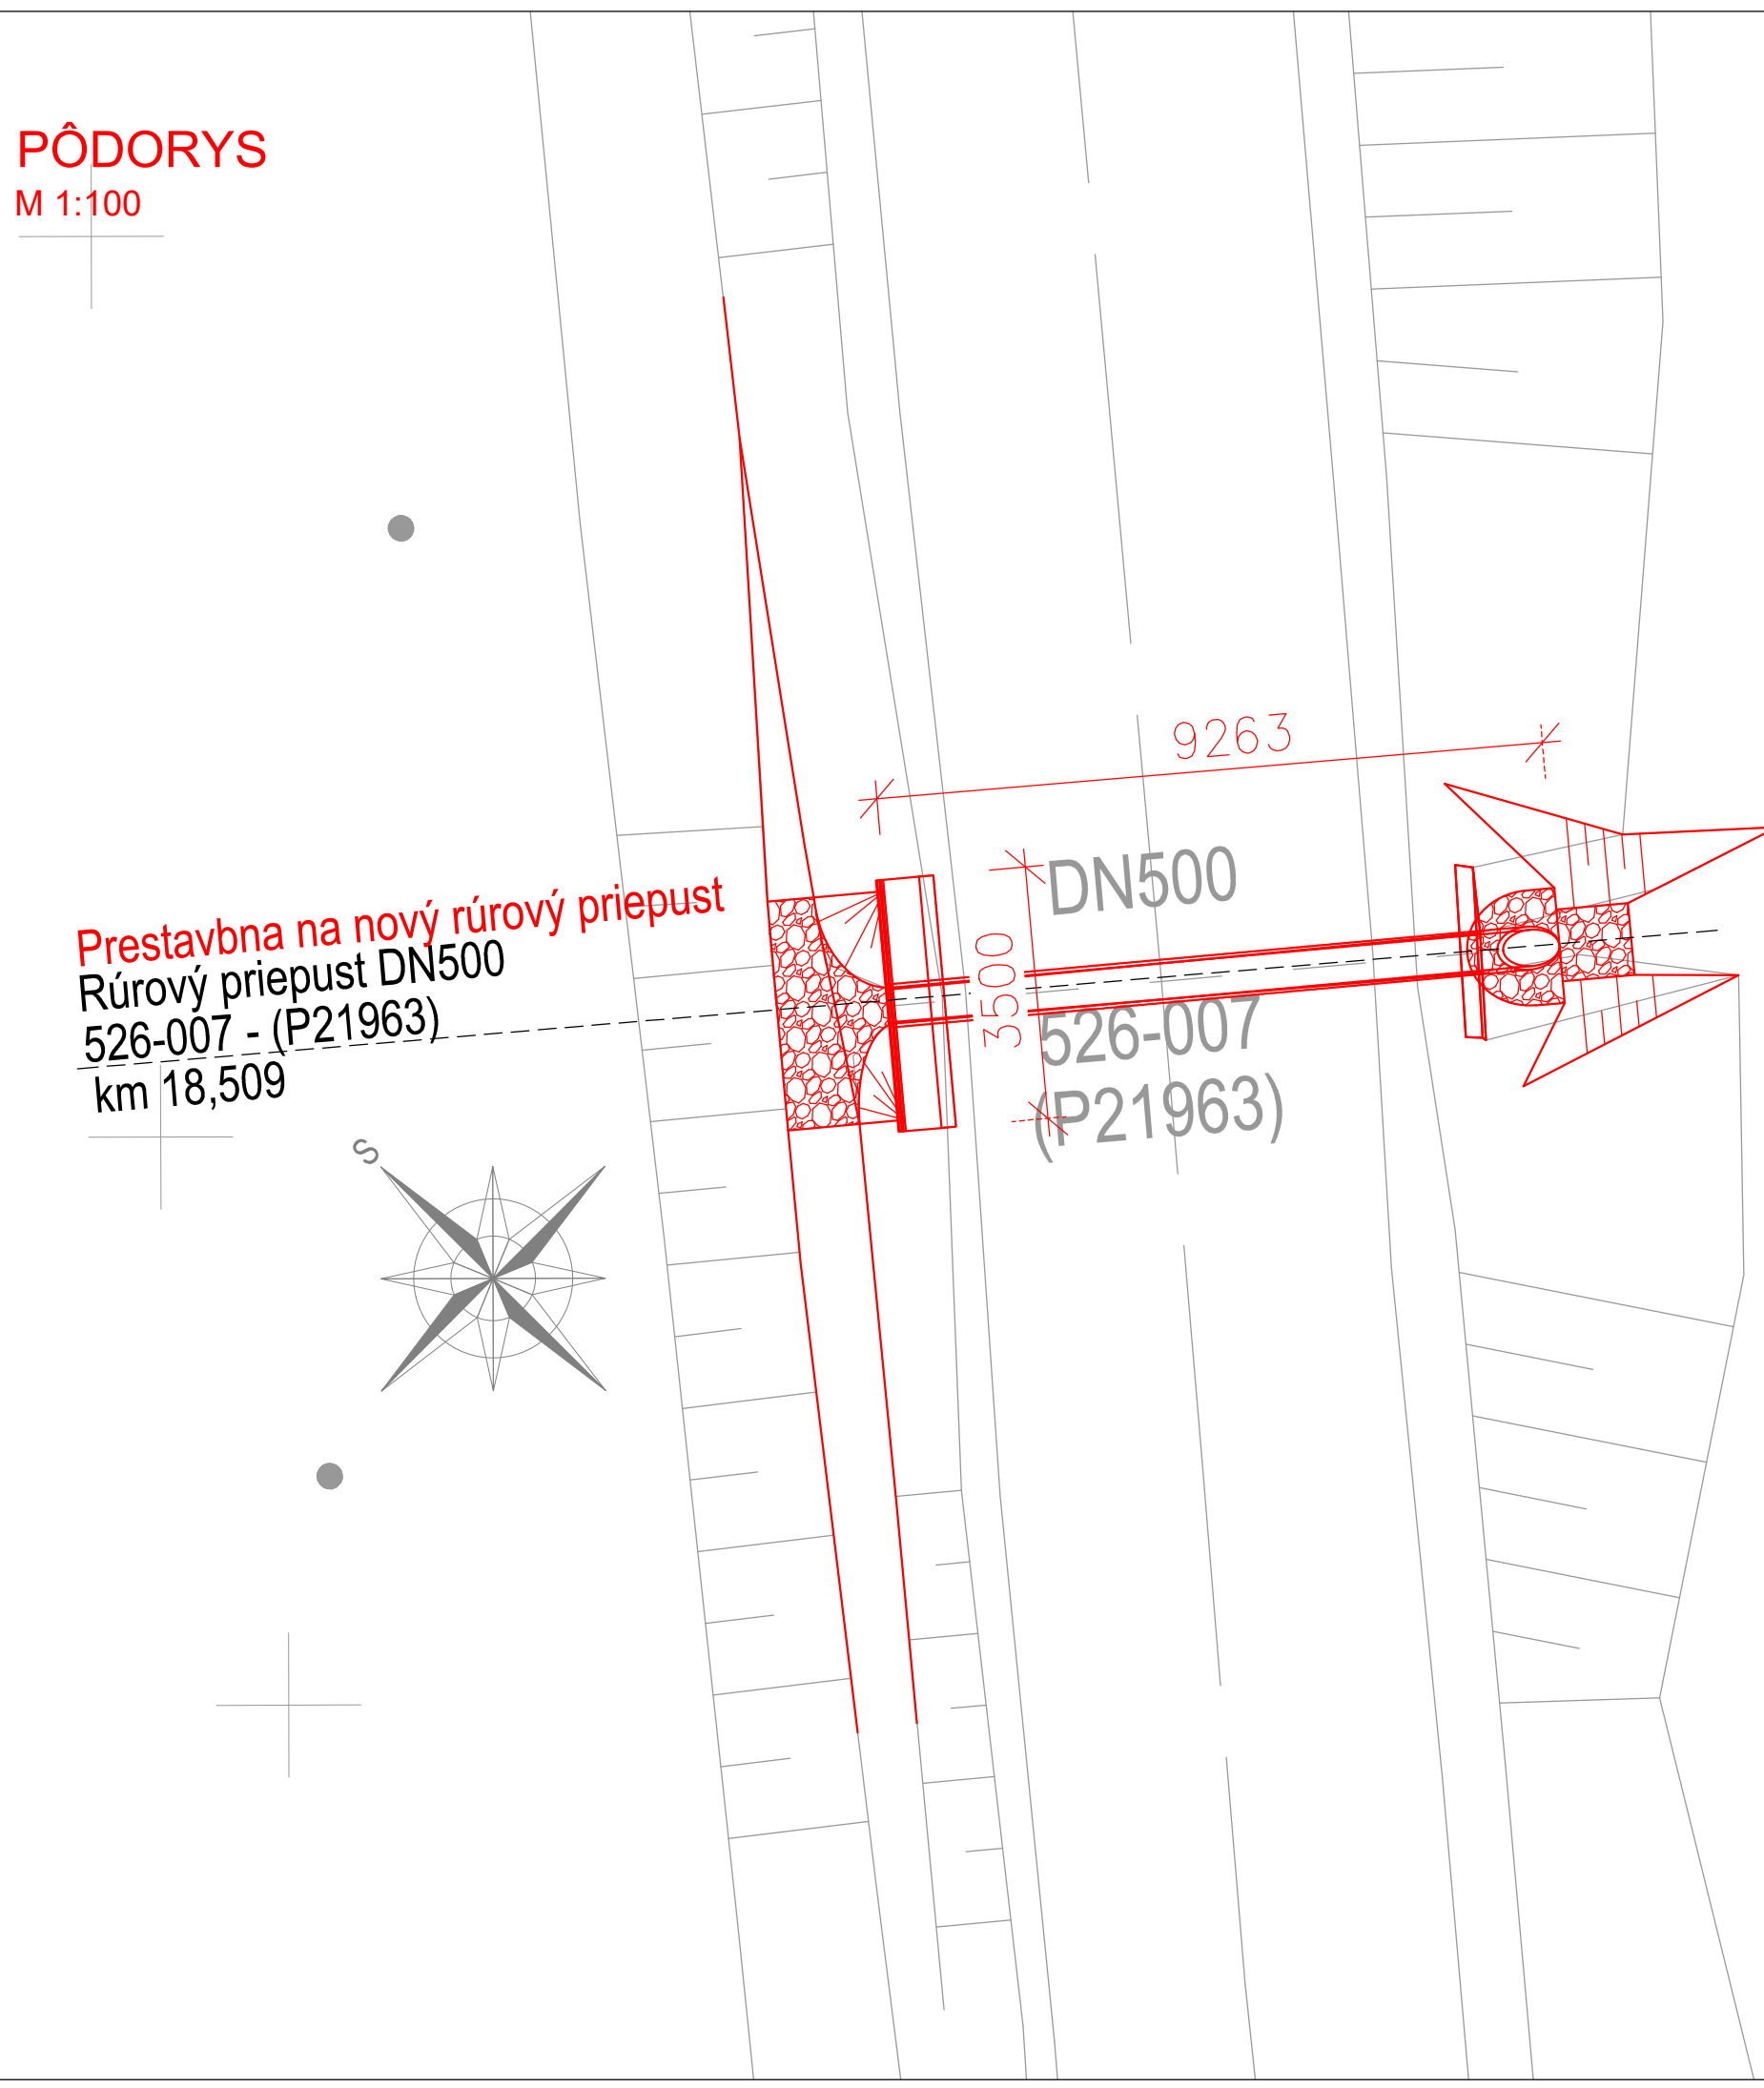 PÔDORYS
M 1:100
9263
DN500
3500
526-007
(P21963)
Prestavbna na nový rúrový priepust
Rúrový priepust DN500
526-007 - (P21963)
km 18,509
S